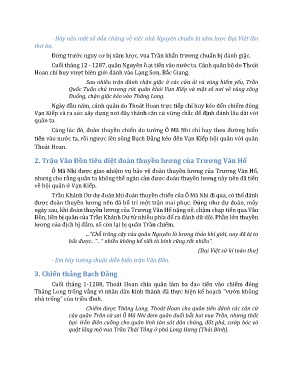 - Hãy nêu một số dẫn chứng về việc nhà Nguyên chuẩn bị xâm lược Đại Việt lần
thứ ba.
Đứng trước nguy cơ bị xâm lược, vua Trần khẩn trương chuẩn bị đánh giặc.
Cuối tháng 12 - 1287, quân Nguyên ồ ạt tiến vào nước ta. Cánh quân bộ do Thoát
Hoan chỉ huy vượt biên giới đánh vào Lạng Sơn, Bắc Giang.
Sau nhiều trận đánh chặn giặc ở các cửa ải và vùng hiểm yếu, Trần
Quốc Tuấn chủ trương rút quân khỏi Vạn Kiếp và một số nơi về vùng sông
Đuống, chặn giặc kéo vào Thăng Long.
Ngày đầu năm, cánh quân do Thoát Hoan trực tiếp chỉ huy kéo đến chiếm đóng
Vạn Kiếp và ra sức xây dựng nơi đây thành căn cứ vững chắc để định đánh lâu dài với
quân ta.
Cùng lúc đó, đoàn thuyền chiến do tướng Ô Mã Nhi chỉ huy theo đường biển
tiến vào nước ta, rồi ngược lên sông Bạch Đằng kéo đến Vạn Kiếp hội quân với quân
Thoát Hoan.
2. Trận Vân Đồn tiêu diệt đoàn thuyền lương của Trương Văn Hổ
Ô Mã Nhi được giao nhiệm vụ bảo vệ đoàn thuyền lương của Trương Văn Hổ,
nhưng cho rằng quân ta không thể ngăn cản được đoàn thuyền lương này nên đã tiến
về hội quân ở Vạn Kiếp.
Trần Khánh Dư dự đoán khi đoàn thuyền chiến của Ô Mã Nhi đi qua, có thể đánh
được đoàn thuyền lương nên đã bố trí một trận mai phục. Đúng như dự đoán, mấy
ngày sau, khi đoàn thuyền lương của Trương Văn Hổ nặng nề, chậm chạp tiến qua Vân
Đồn, liền bị quân của Trần Khánh Dư từ nhiều phía đổ ra đánh dữ dội. Phần lớn thuyền
lương của địch bị đắm, số còn lại bị quân Trần chiếm.
..."Chỗ trông cậy của quân Nguyên là lương thảo khí giới, nay đã bị ta
bắt được..."..." nhiều không kể xiết tù binh cũng rất nhiều".
(Đại Việt sử kí toàn thư)
- Em hãy tường thuật diễn biến trận Vân Đồn.
3. Chiến thắng Bạch Đằng
Cuối tháng 1-1288, Thoát Hoan chia quân làm ba đạo tiến vào chiếm đóng
Thăng Long trống vắng vì nhân dân kinh thành đã thực hiện kế hoạch "vườn không
nhà trống" của triều đình.
Chiếm được Thăng Long, Thoát Hoan cho quân tiến đánh các căn cứ
của quân Trần và sai Ô Mã Nhi đem quân đuổi bắt hai vua Trần, nhưng thất
bại. Hắn điên cuồng cho quân lính tàn sát dân chúng, đốt phá, cướp bóc và
quật lăng mộ vua Trần Thái Tông ở phủ Long Hưng (Thái Bình).